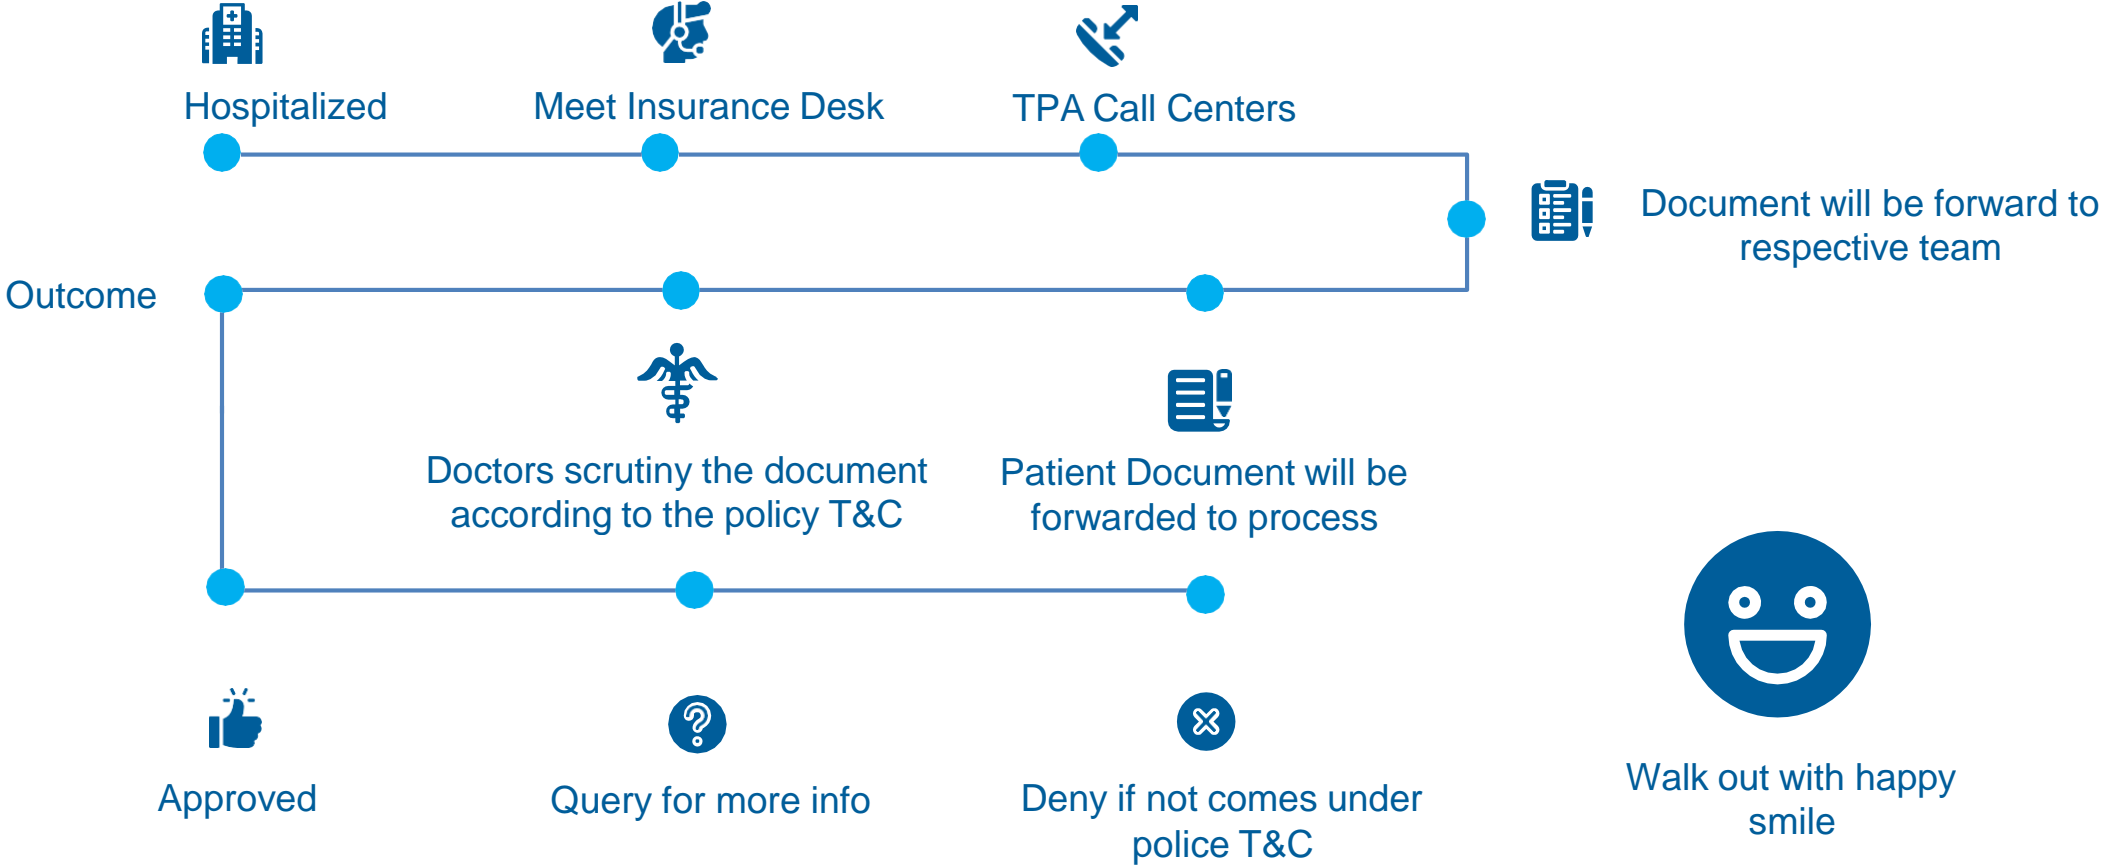 Hospitalized
Meet Insurance Desk
TPA Call Centers
Document will be forward to
respective team
Outcome
Doctors scrutiny the document
according to the policy T&C
Patient Document will be
forwarded to process
Approved
Query for more info
Deny if not comes under
police T&C
Walk out with happy
smile